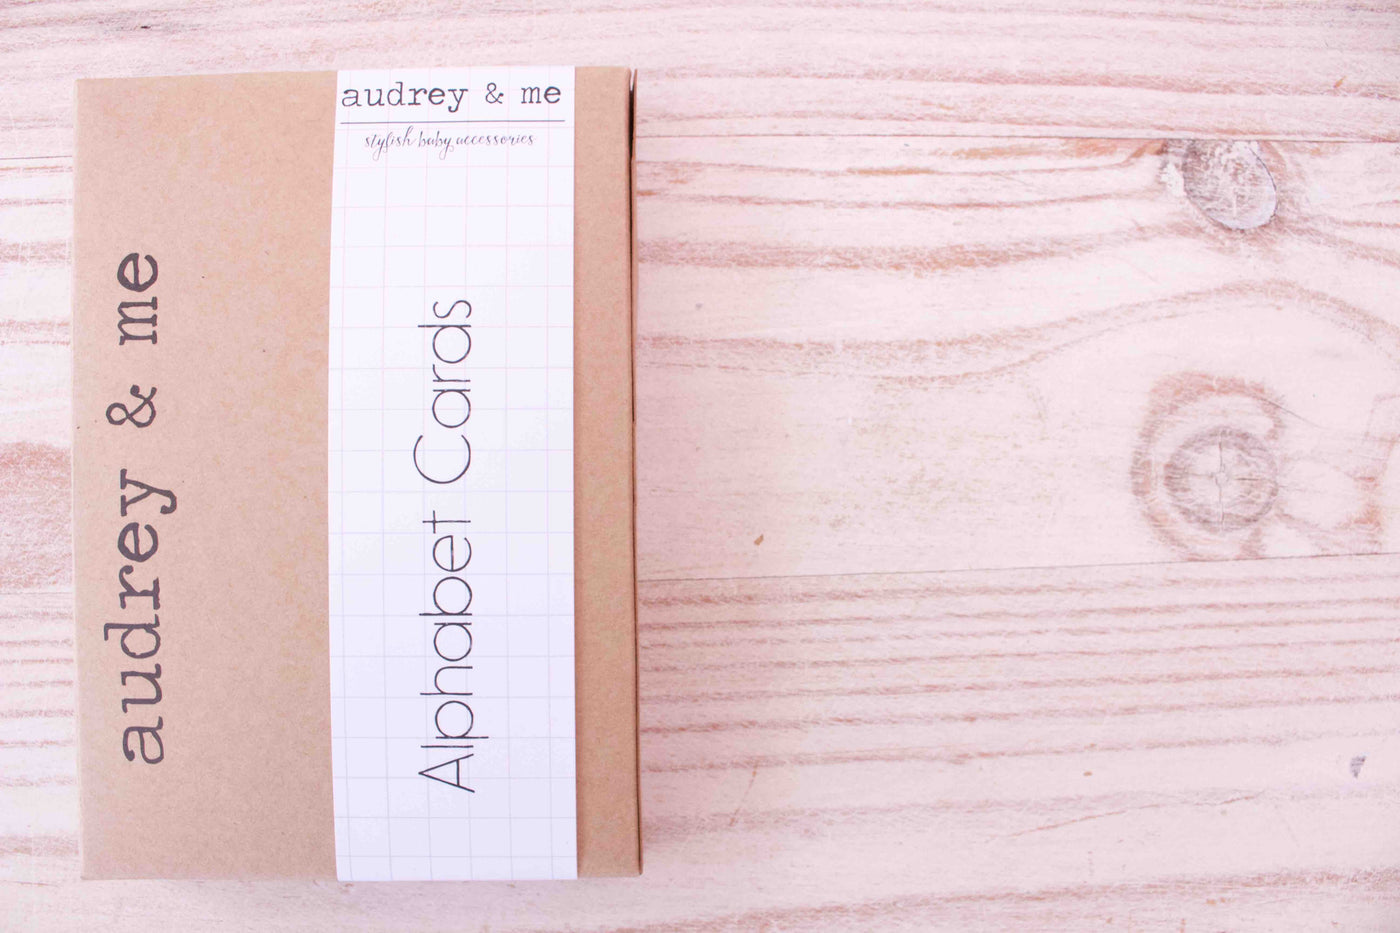 audrey & me
audrey & me
stylish baby accessories
Alphabet Cards